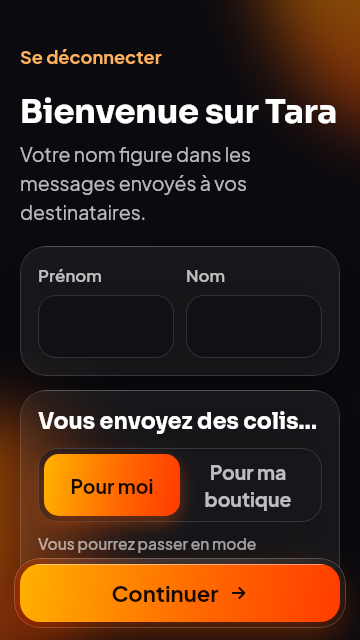 Se déconnecter
Bienvenue sur Tara
Votre nom figure dans les
messages envoyés à vos
destinataires.
Prénom Nom
Vous envoyez des colis...
Pour moi
Pour ma
boutique
Vous pourrez passer en mode
Continuer →